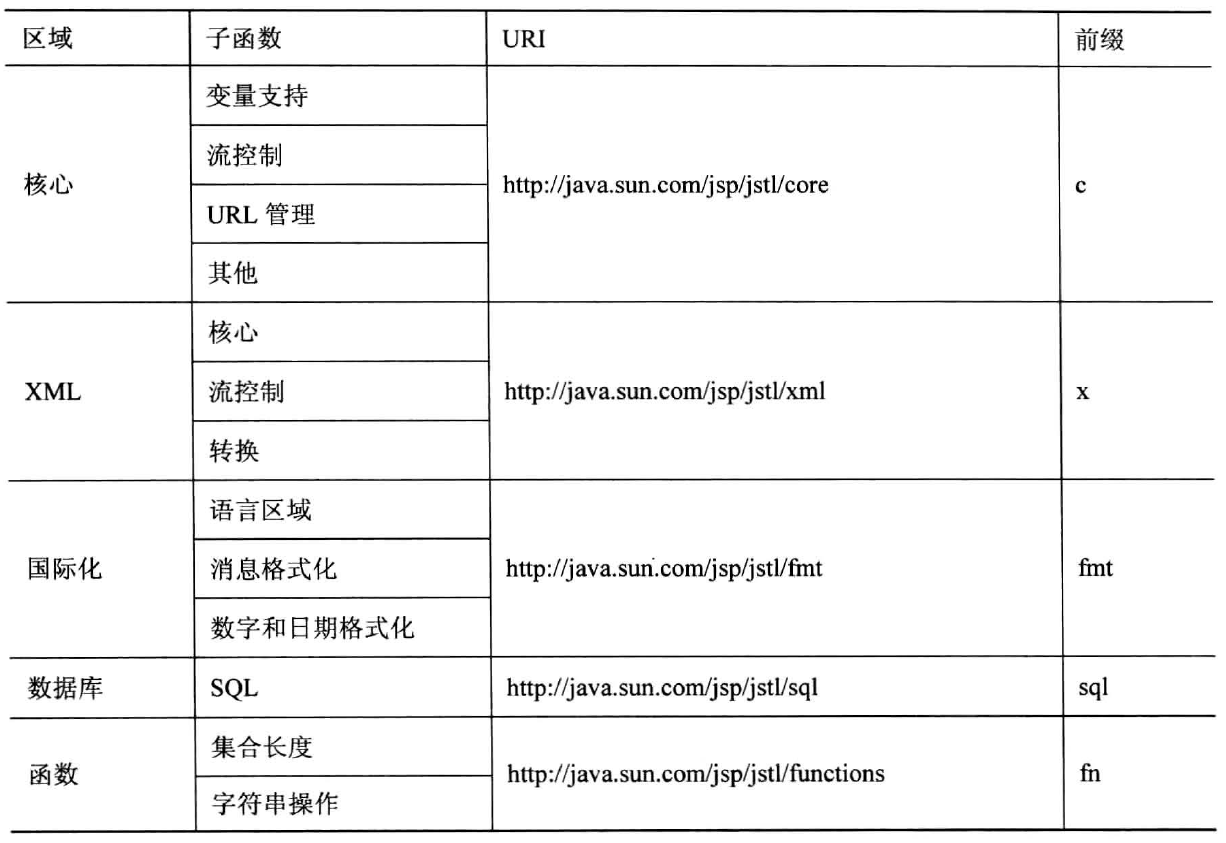 区域 子函数 URI 前缀
变量支持
流控制
核心 http://java.sun.com/jsp/jstl/core c
URL 管理
其他
核心
XML 流控制 http://java.sun.com/jsp/jstl/xml x
转换
语言区域
国际化 消息格式化 http://java.sun.com/jsp/jstl/fmt fmt
数字和日期格式化
数据库 SQL http://java.sun.com/jsp/jstl/sql sql
集合长度
函数 http://java.sun.com/jsp/jstl/functions fn
字符串操作